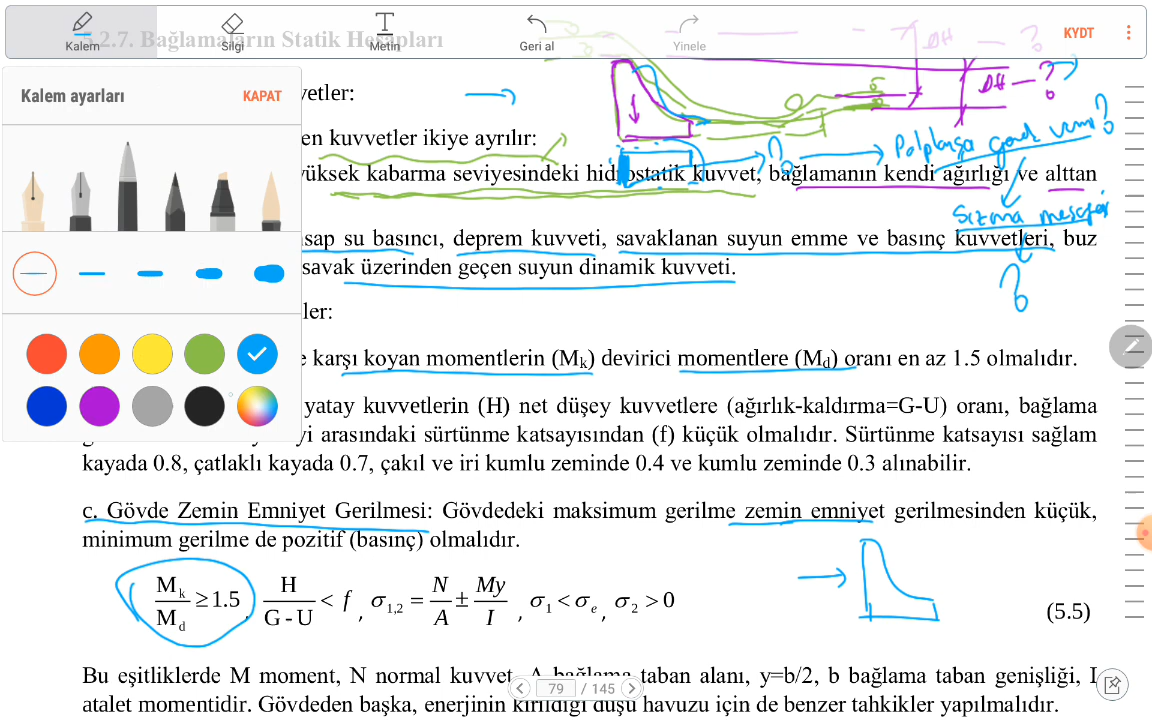 Kalem
Silgi
Metin
Geri al
Yinele
KYDT
5.2.7. Bağlamaların Statik Hesapları
ΔH — ?
Kalem ayarları
KAPAT
vetler:
ΔH — ?
en kuvvetler ikiye ayrılır:
? Palplanşa gerek var mı?
yüksek kabarma seviyesindeki hidrostatik kuvvet, bağlamanın kendi ağırlığı ve alttan
Sızma mesafesi
sap su basıncı, deprem kuvveti, savaklanan suyun emme ve basınç kuvvetleri, buz
savak üzerinden geçen suyun dinamik kuvveti.
?
ler:
e karşı koyan momentlerin (Mk) devirici momentlere (Md) oranı en az 1.5 olmalıdır.
yatay kuvvetlerin (H) net düşey kuvvetlere (ağırlık-kaldırma=G-U) oranı, bağlama
yi arasındaki sürtünme katsayısından (f) küçük olmalıdır. Sürtünme katsayısı sağlam
kayada 0.8, çatlaklı kayada 0.7, çakıl ve iri kumlu zeminde 0.4 ve kumlu zeminde 0.3 alınabilir.
c. Gövde Zemin Emniyet Gerilmesi: Gövdedeki maksimum gerilme zemin emniyet gerilmesinden küçük,
minimum gerilme de pozitif (basınç) olmalıdır.
Mk/Md ≥ 1.5, H/(G-U) < f, σ1,2 = N/A ± My/I, σ1 < σe, σ2 > 0 (5.5)
Bu eşitliklerde M moment, N normal kuvvet, A bağlama taban alanı, y=b/2, b bağlama taban genişliği, I
79 / 145
atalet momentidir. Gövdeden başka, enerjinin kırıldığı düşü havuzu için de benzer tahkikler yapılmalıdır.